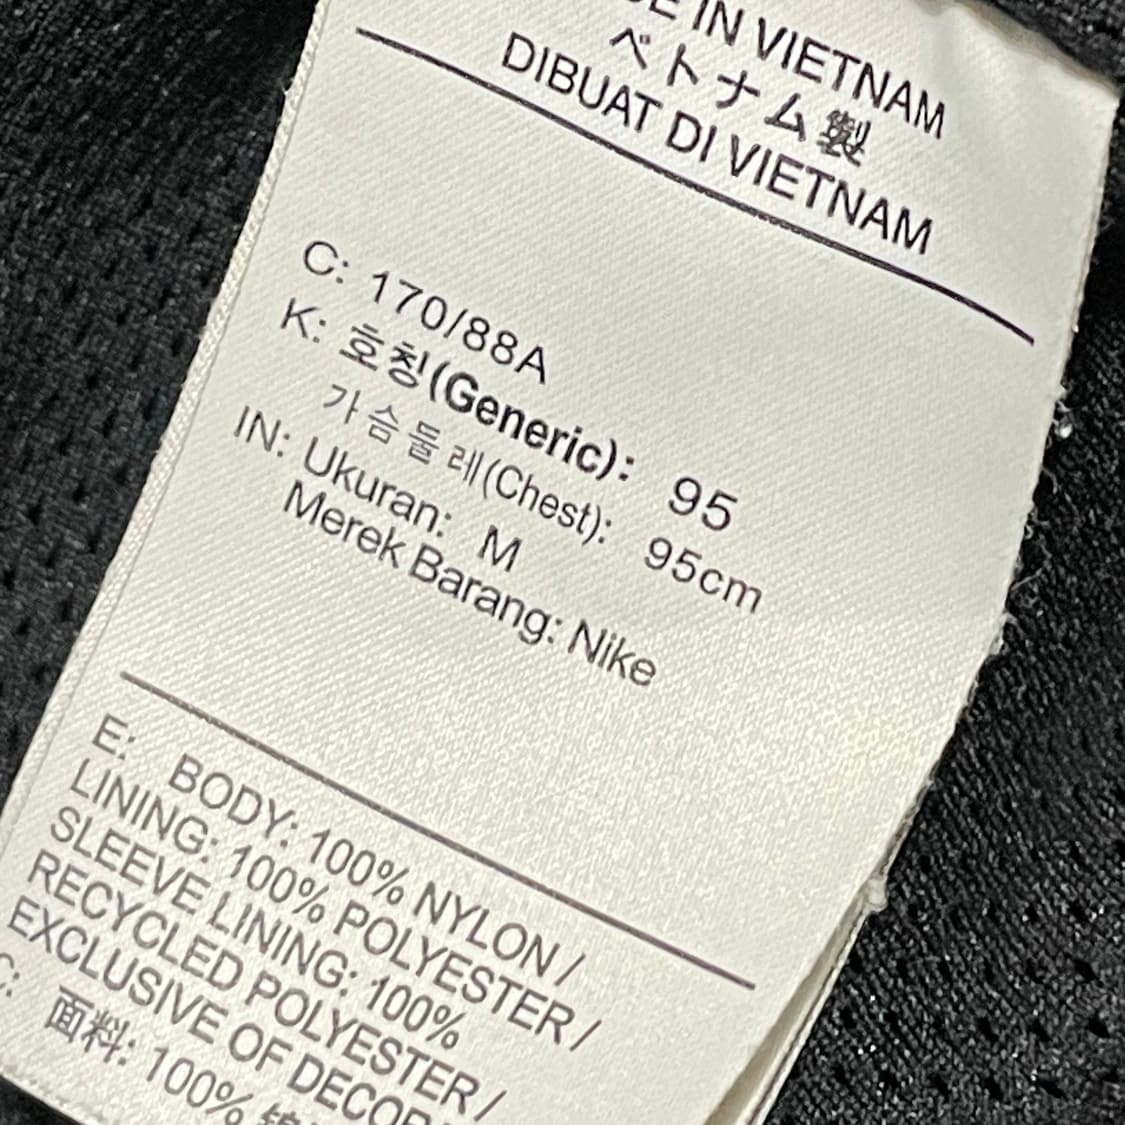 IN VIETNAM
ベトナム製
DIBUAT DI VIETNAM
C: 170/88A
K: 호칭(Generic): 95
가슴둘레(Chest): 95cm
IN: Ukuran: M
Merek Barang: Nike
E: BODY: 100% NYLON /
LINING: 100% POLYESTER /
SLEEVE LINING: 100%
RECYCLED POLYESTER /
EXCLUSIVE OF
C: 面料: 100%